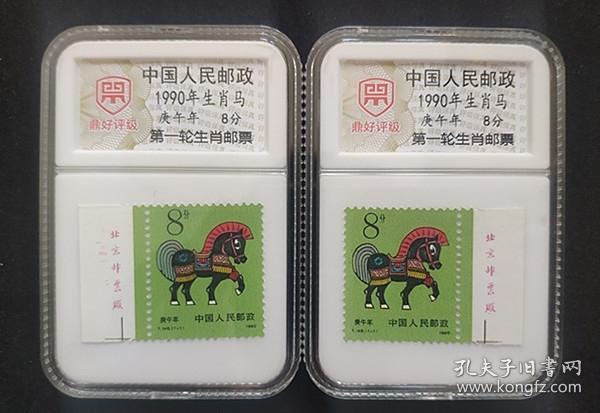 鼎好评级
中国人民邮政
1990年生肖马
庚午年 8分
第一轮生肖邮票
北京邮票厂
8分
庚午年
中国人民邮政
1990
鼎好评级
中国人民邮政
1990年生肖马
庚午年 8分
第一轮生肖邮票
8分
庚午年
中国人民邮政
1990
北京邮票厂
孔夫子旧书网
www.kongfz.com